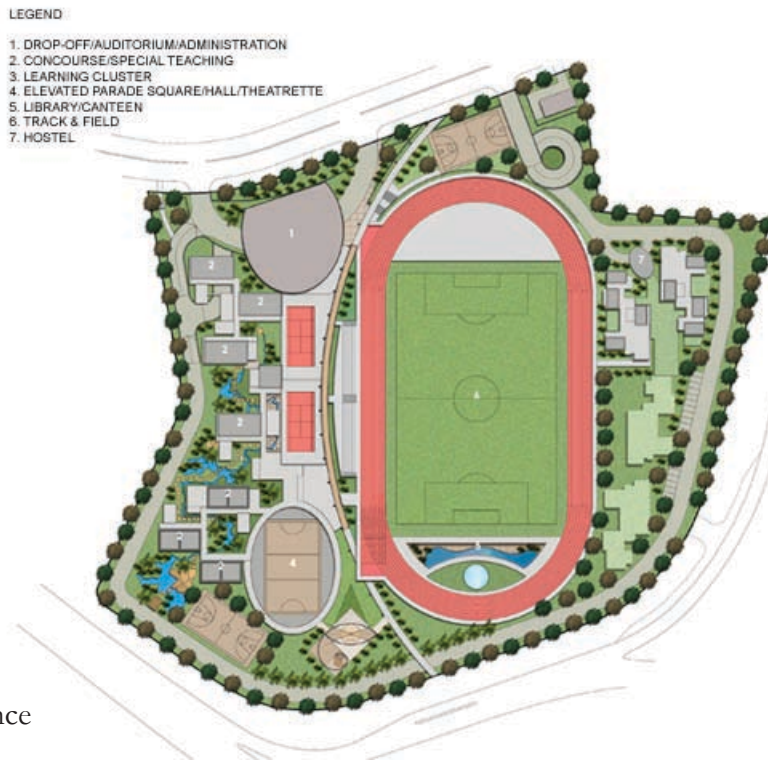 LEGEND
1. DROP-OFF/AUDITORIUM/ADMINISTRATION
2. CONCOURSE/SPECIAL TEACHING
3. LEARNING CLUSTER
4. ELEVATED PARADE SQUARE/HALL/THEATRETTE
5. LIBRARY/CANTEEN
6. TRACK & FIELD
7. HOSTEL
1
7
2
2
2
6
2
4
nce